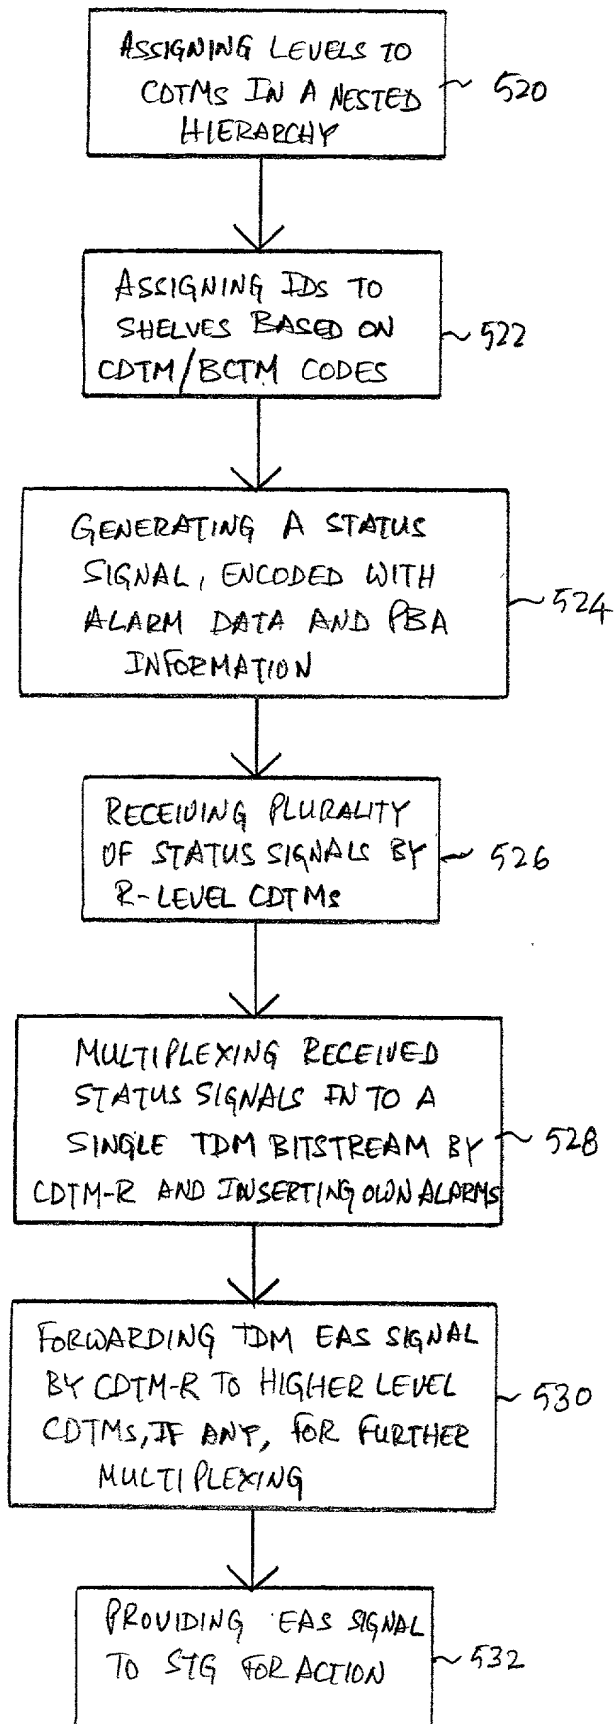 ASSIGNING LEVELS TO
CDTMS IN A NESTED
HIERARCHY
520
ASSIGNING IDS TO
SHELVES BASED ON
CDTM/BCTM CODES
522
GENERATING A STATUS
SIGNAL, ENCODED WITH
ALARM DATA AND PBA
INFORMATION
524
RECEIVING PLURALITY
OF STATUS SIGNALS BY
R-LEVEL CDTMS
526
MULTIPLEXING RECEIVED
STATUS SIGNALS IN TO A
SINGLE TDM BITSTREAM BY
CDTM-R AND INSERTING OWN ALARMS
528
FORWARDING TDM EAS SIGNAL
BY CDTM-R TO HIGHER LEVEL
CDTMS, IF ANY, FOR FURTHER
MULTIPLEXING
530
PROVIDING EAS SIGNAL
TO STG FOR ACTION
532